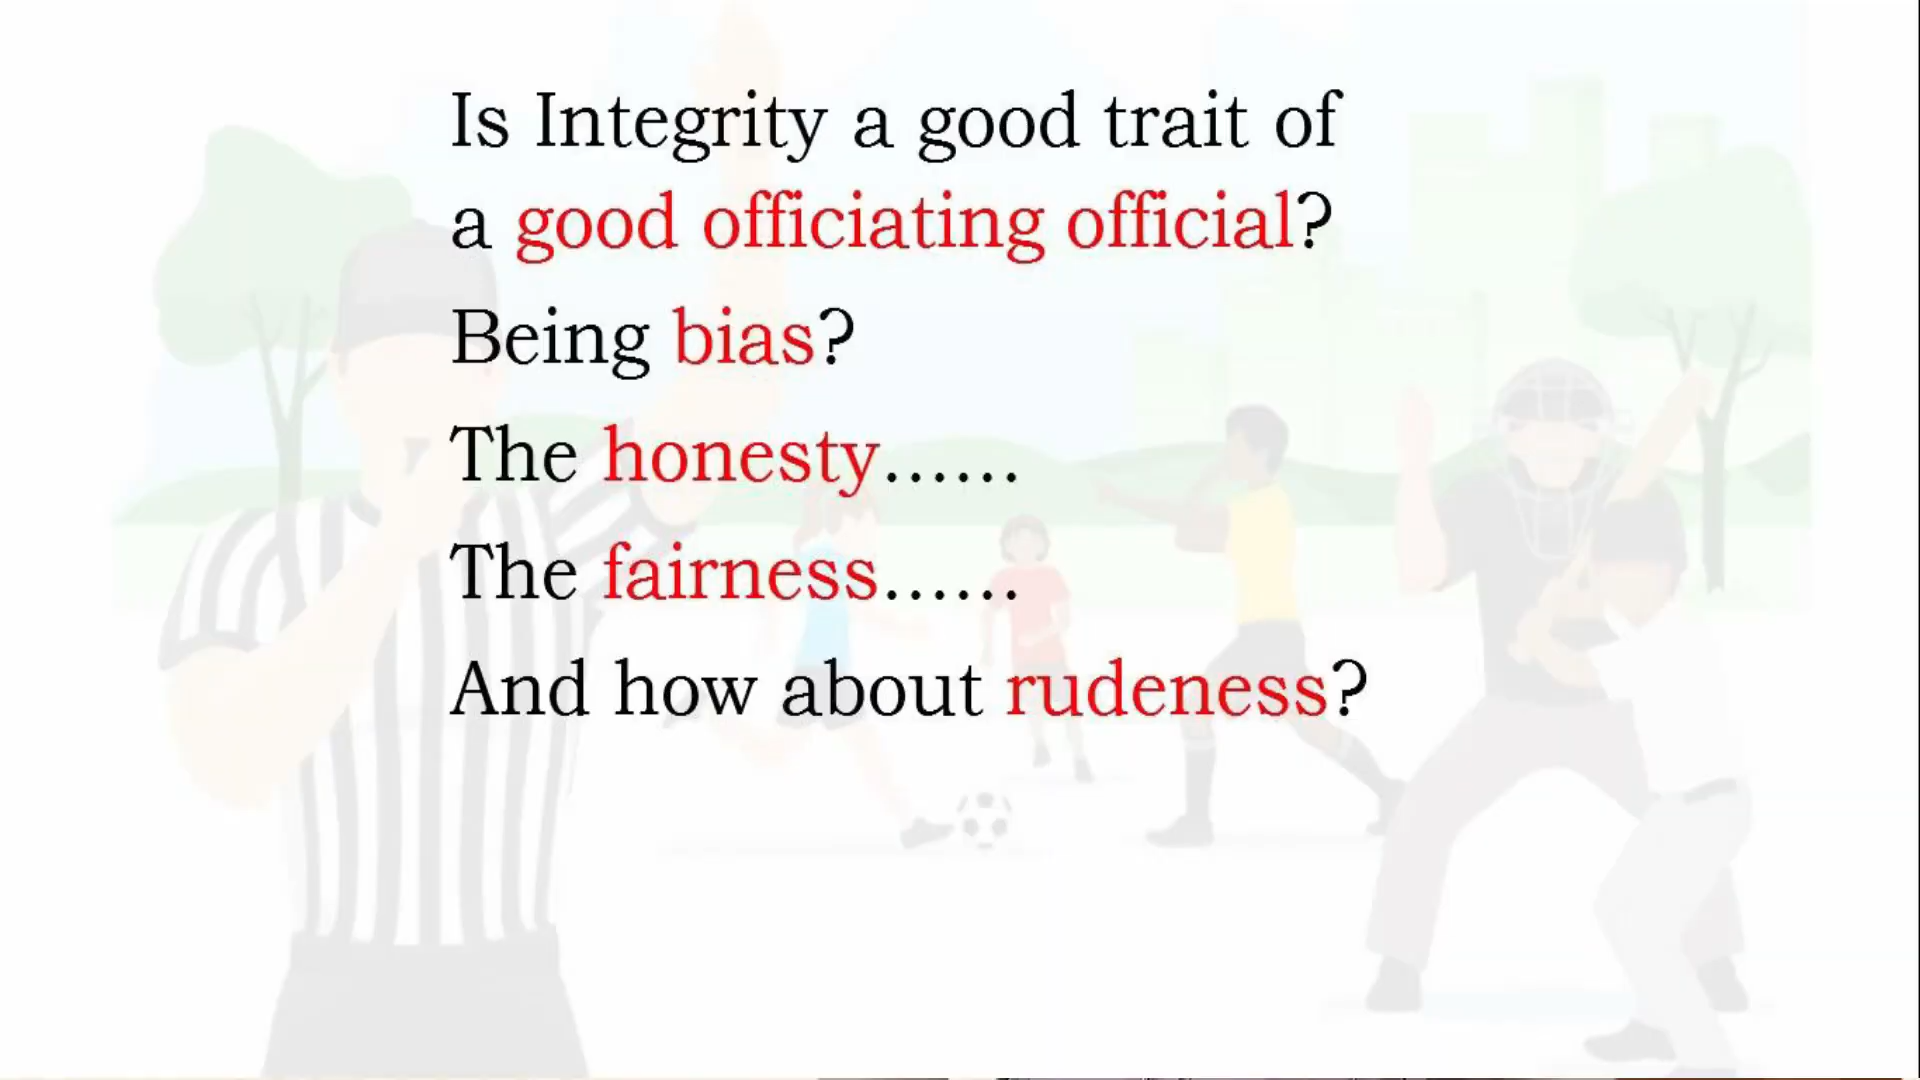 Is Integrity a good trait of
a good officiating official?
Being bias?
The honesty......
The fairness......
And how about rudeness?